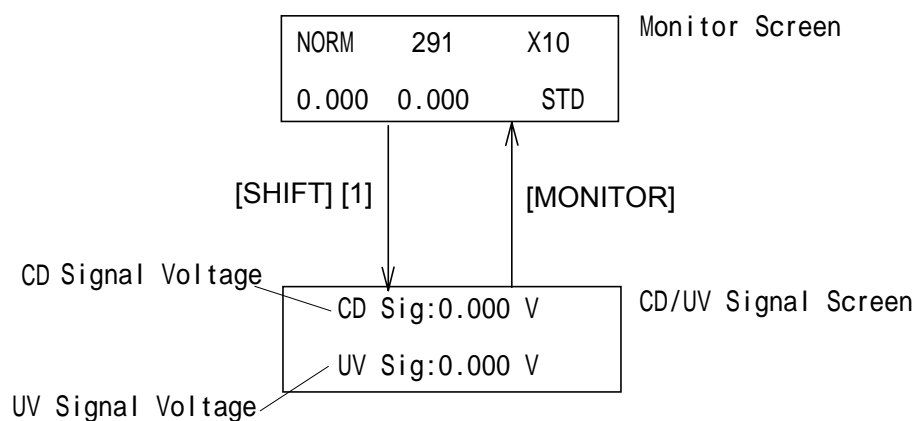 NORM 291 X10
Monitor Screen
0.000 0.000 STD
[SHIFT] [1]
[MONITOR]
CD Signal Voltage
CD Sig:0.000 V
CD/UV Signal Screen
UV Sig:0.000 V
UV Signal Voltage